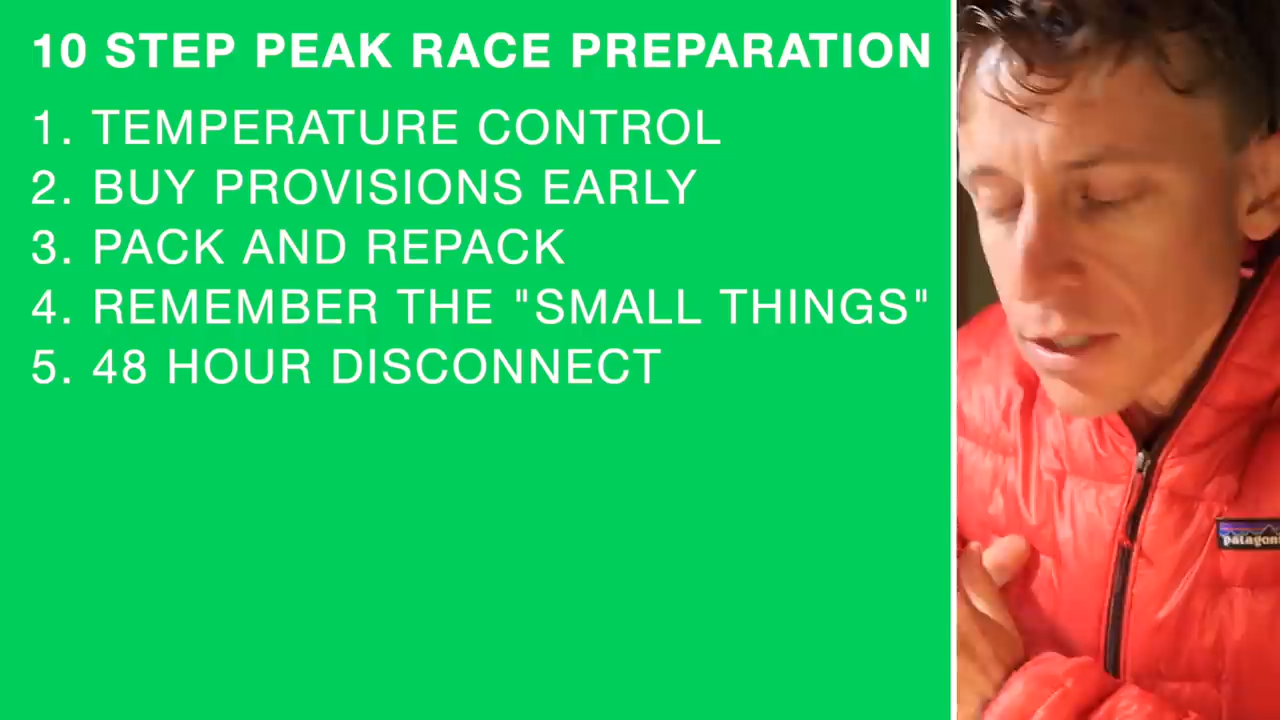 10 STEP PEAK RACE PREPARATION
1. TEMPERATURE CONTROL
2. BUY PROVISIONS EARLY
3. PACK AND REPACK
4. REMEMBER THE "SMALL THINGS"
5. 48 HOUR DISCONNECT
patagoni